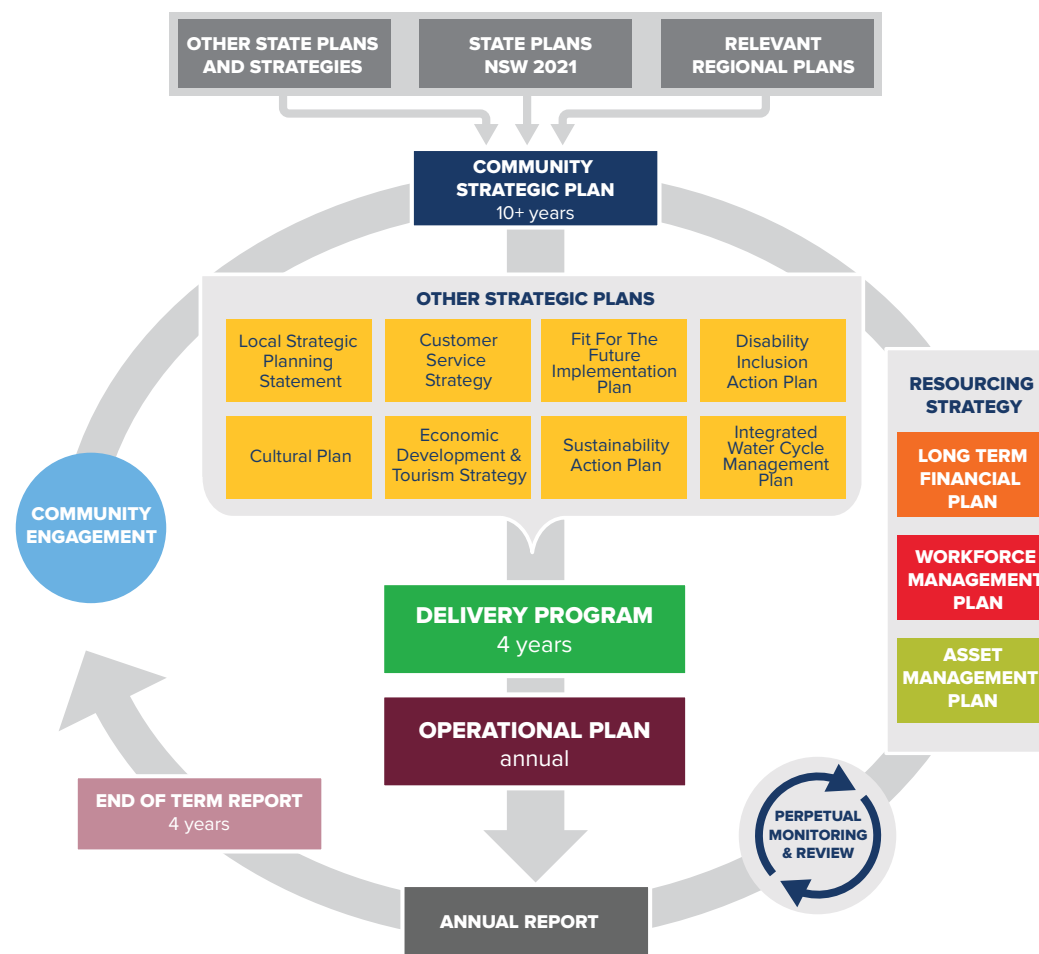 OTHER STATE PLANS
AND STRATEGIES
STATE PLANS
NSW 2021
RELEVANT
REGIONAL PLANS
COMMUNITY
STRATEGIC PLAN
10+ years
OTHER STRATEGIC PLANS
Local Strategic
Planning
Statement
Customer
Service
Strategy
Fit For The
Future
Implementation
Plan
Disability
Inclusion
Action Plan
Cultural Plan
Economic
Development &
Tourism Strategy
Sustainability
Action Plan
Integrated
Water Cycle
Management
Plan
RESOURCING
STRATEGY
LONG TERM
FINANCIAL
PLAN
WORKFORCE
MANAGEMENT
PLAN
ASSET
MANAGEMENT
PLAN
COMMUNITY
ENGAGEMENT
DELIVERY PROGRAM
4 years
OPERATIONAL PLAN
annual
END OF TERM REPORT
4 years
PERPETUAL
MONITORING
& REVIEW
ANNUAL REPORT